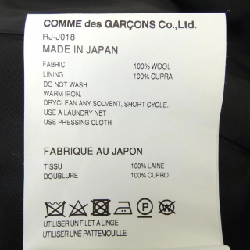 COMME des GARÇONS Co.,Ltd.
RJ-J018
MADE IN JAPAN
FABRIC 100% WOOL
LINING 100% CUPRA
DO NOT WASH
WARM IRON.
DRYCLEAN ANY SOLVENT, SHORT CYCLE.
USE A LAUNDRY NET
USE PRESSING CLOTH
FABRIQUE AU JAPON
TISSU 100% LAINE
DOUBLURE 100% CUPRO
UTILISER UN FILET A LINGE
UTILISER UNE PATTEMOUILLE